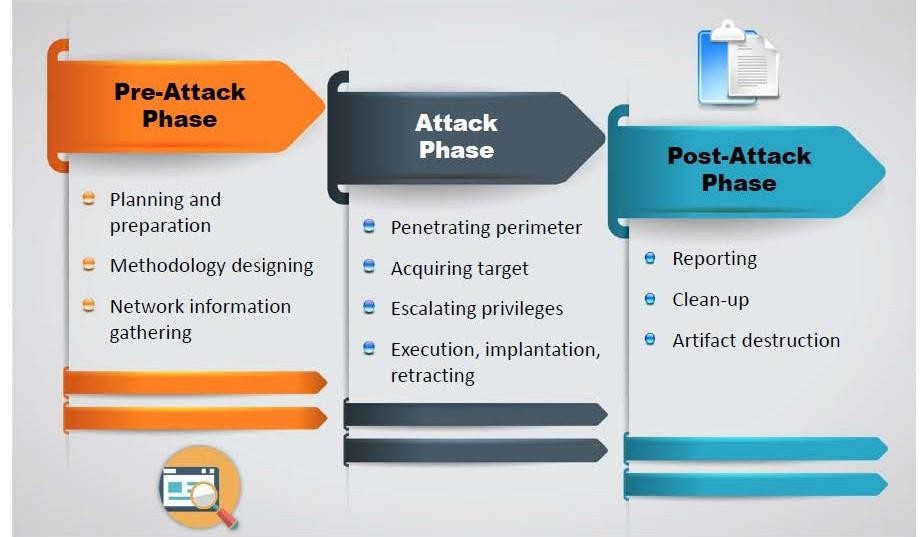 Pre-Attack
Phase
Planning and
preparation
Methodology designing
Network information
gathering
Attack
Phase
Penetrating perimeter
Acquiring target
Escalating privileges
Execution, implantation,
retracting
Post-Attack
Phase
Reporting
Clean-up
Artifact destruction